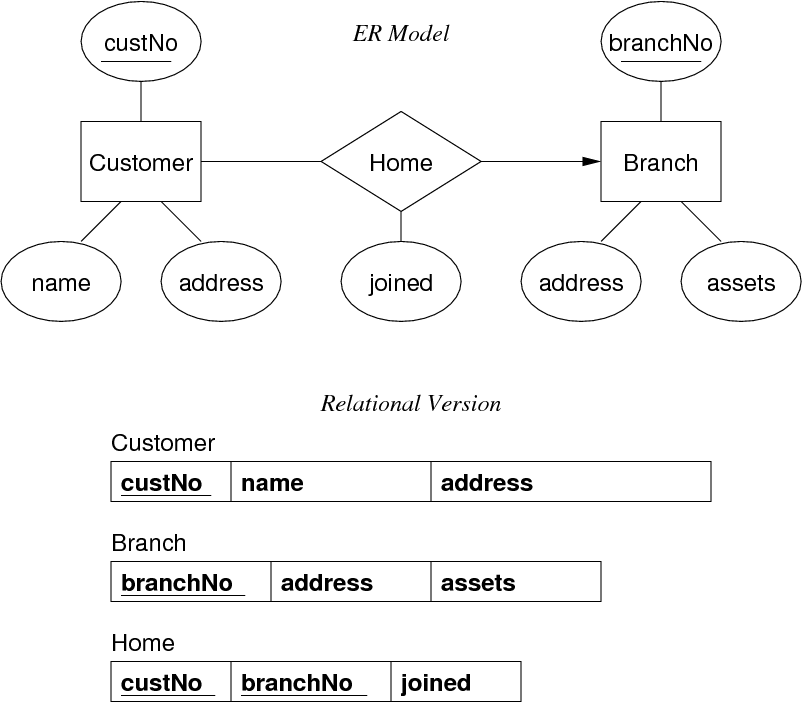 ER Model
custNo
branchNo
Customer
Home
Branch
name
address
joined
address
assets
Relational Version
Customer
custNo name address
Branch
branchNo address assets
Home
custNo branchNo joined